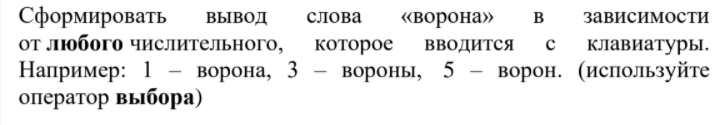 Сформировать вывод слова «ворона» в зависимости
от любого числительного, которое вводится с клавиатуры.
Например: 1 – ворона, 3 – вороны, 5 – ворон. (используйте
оператор выбора)